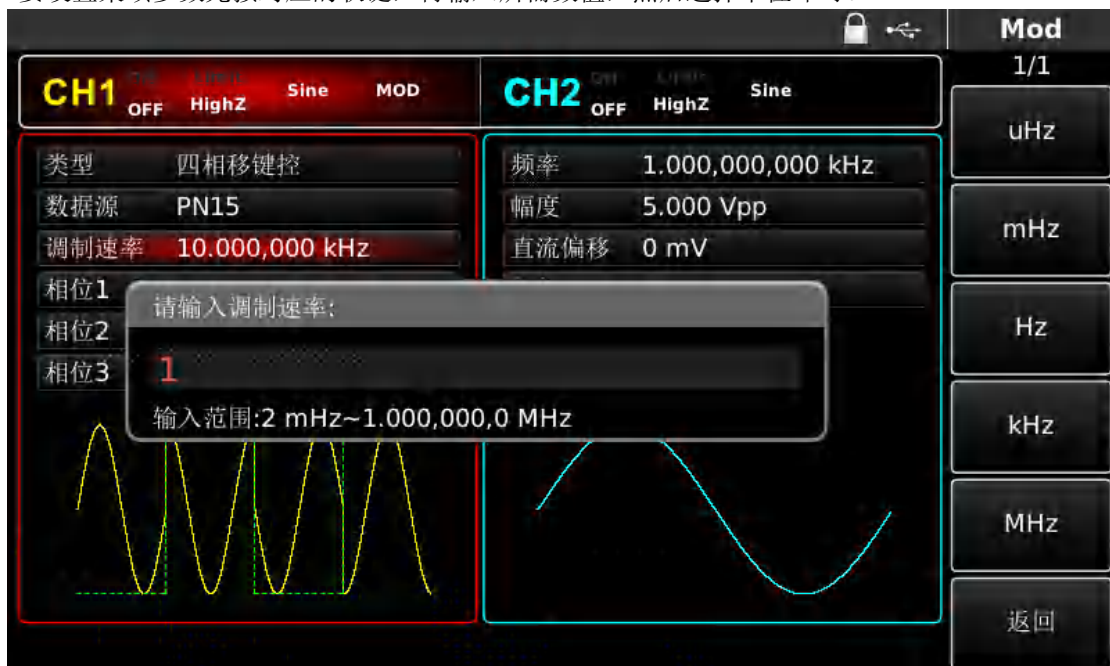 Mod
1/1
CH1 OFF HighZ Sine MOD
CH2 OFF HighZ Sine
uHz
mHz
Hz
kHz
MHz
返回
类型 四相移键控
数据源 PN15
调制速率 10.000,000 kHz
相位1
相位2
相位3
频率 1.000,000,000 kHz
幅度 5.000 Vpp
直流偏移 0 mV
请输入调制速率:
1
输入范围:2 mHz~1.000,000,0 MHz